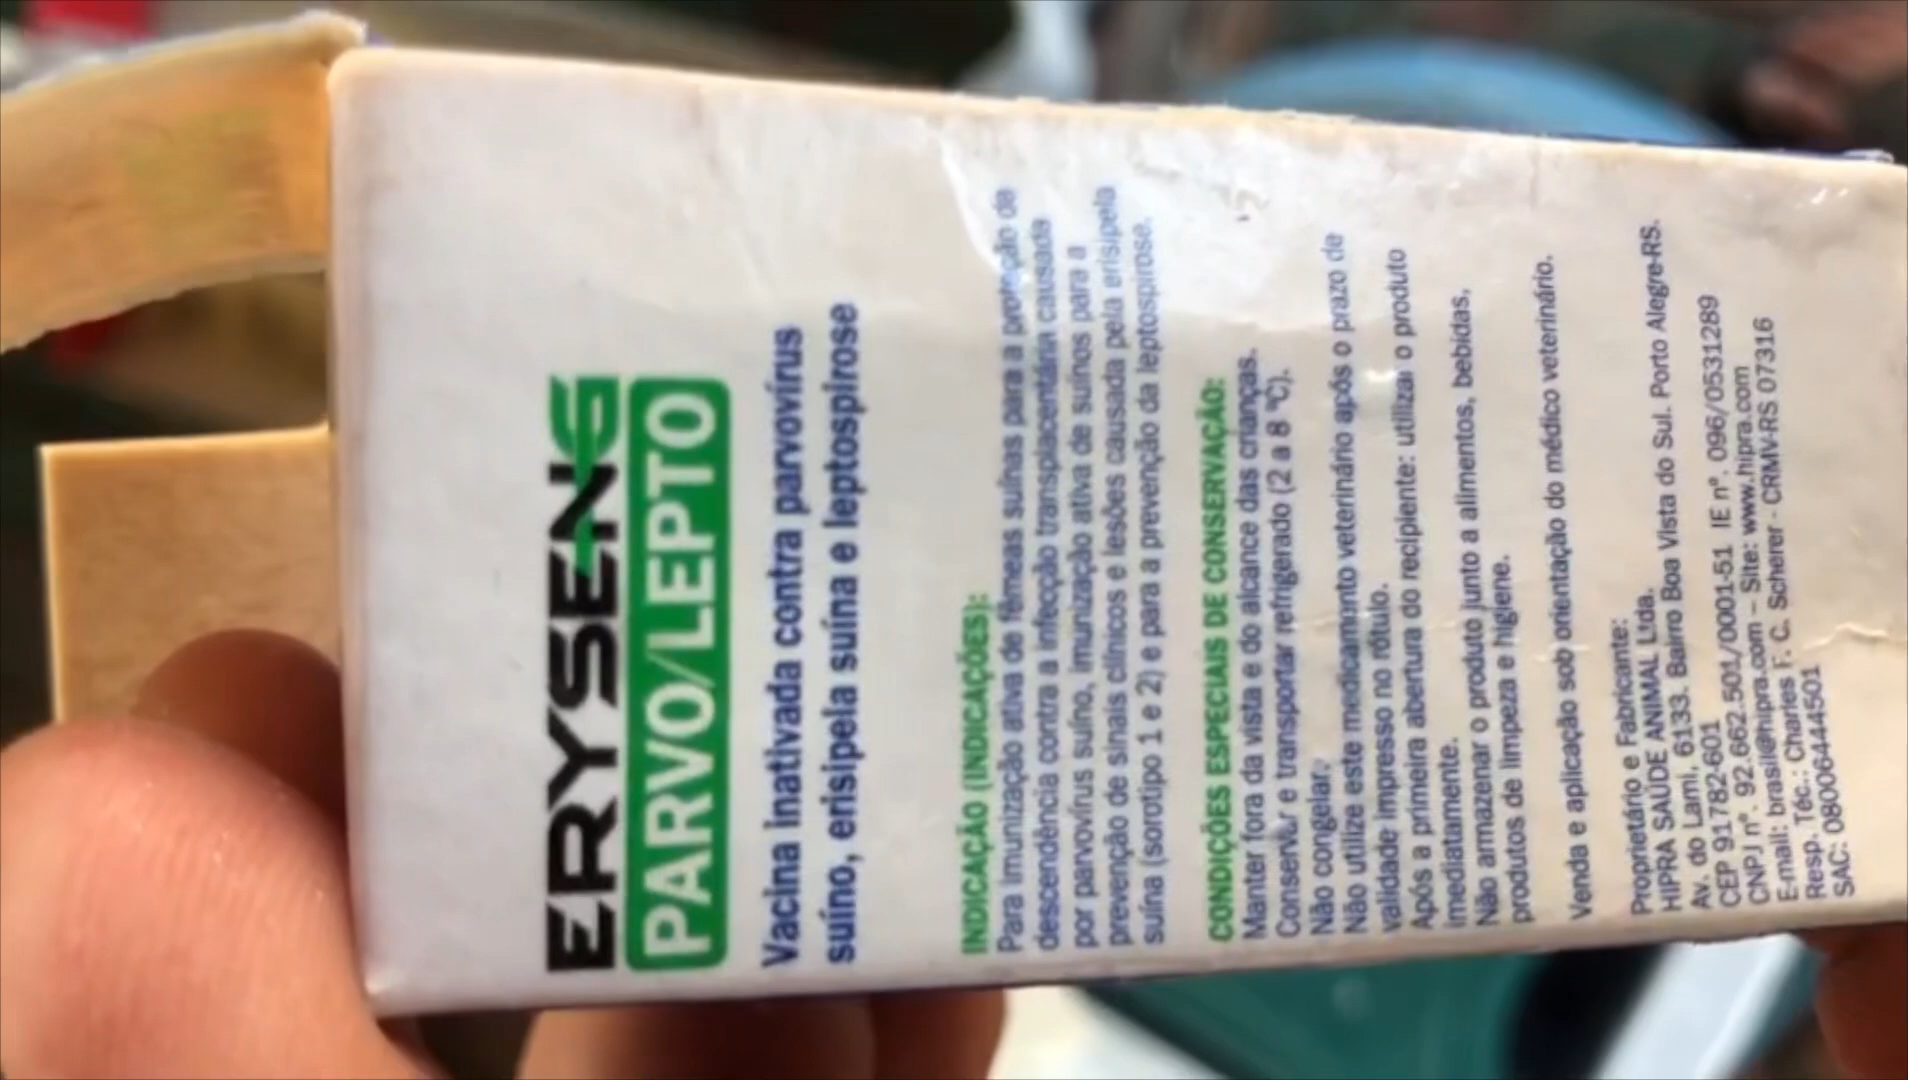 ERYSENG
PARVO/LEPTO
Vacina inativada contra parvovírus
suíno, erisipela suína e leptospirose
INDICAÇÃO (INDICAÇÕES):
Para imunização ativa de fêmeas suínas para a proteção da
descendência contra a infecção transplacentária causada
por parvovírus suíno, imunização ativa de suínos para a
prevenção de sinais clínicos e lesões causada pela erisipela
suína (sorotipo 1 e 2) e para a prevenção da leptospirose.
CONDIÇÕES ESPECIAIS DE CONSERVAÇÃO:
Manter fora da vista e do alcance das crianças.
Conservar e transportar refrigerado (2 a 8 ºC).
Não congelar.
Não utilize este medicamento veterinário após o prazo de
validade impresso no rótulo.
Após a primeira abertura do recipiente: utilizar o produto
imediatamente.
Não armazenar o produto junto a alimentos, bebidas,
produtos de limpeza e higiene.
Venda e aplicação sob orientação do médico veterinário.
Proprietário e Fabricante:
HIPRA SAÚDE ANIMAL Ltda.
Av. do Lami, 6133. Bairro Boa Vista do Sul. Porto Alegre-RS.
CEP 91782-601
CNPJ nº. 92.662.501/0001-51 IE nº. 096/0531289
E-mail: brasil@hipra.com – Site: www.hipra.com
Resp. Téc.: Charles F. C. Scherer - CRMV-RS 07316
SAC: 08006444501